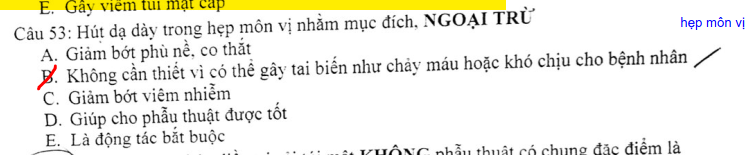 E. Gây viêm túi mật cấp
Câu 53: Hút dạ dày trong hẹp môn vị nhằm mục đích, NGOẠI TRỪ
hẹp môn vị
A. Giảm bớt phù nề, co thắt
B. Không cần thiết vì có thể gây tai biến như chảy máu hoặc khó chịu cho bệnh nhân
C. Giảm bớt viêm nhiễm
D. Giúp cho phẫu thuật được tốt
E. Là động tác bắt buộc
KHÔNG phẫu thuật có chung đặc điểm là